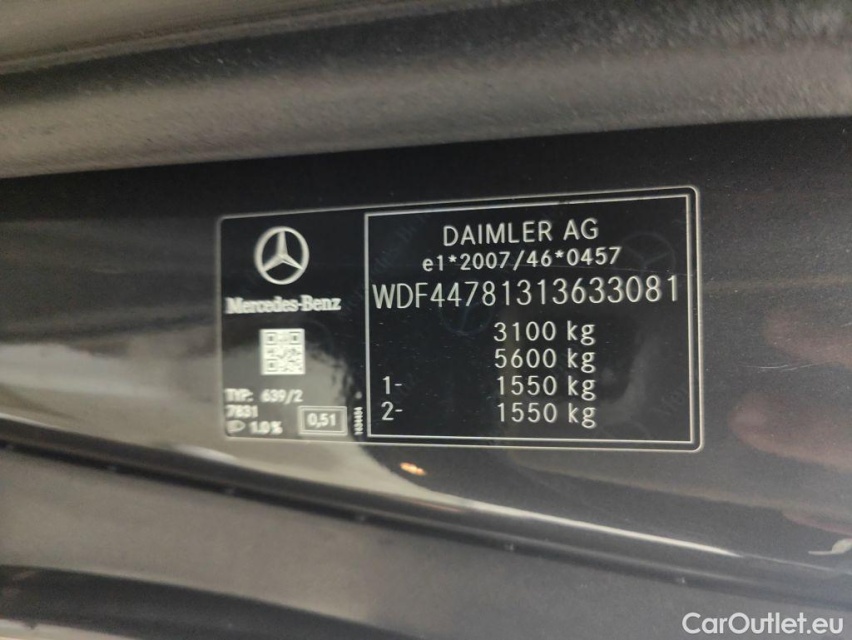 Mercedes-Benz
TYP: 639/2
7831
1.0%
0,51
DAIMLER AG
e1*2007/46*0457
WDF44781313633081
3100 kg
5600 kg
1- 1550 kg
2- 1550 kg
CarOutlet.eu